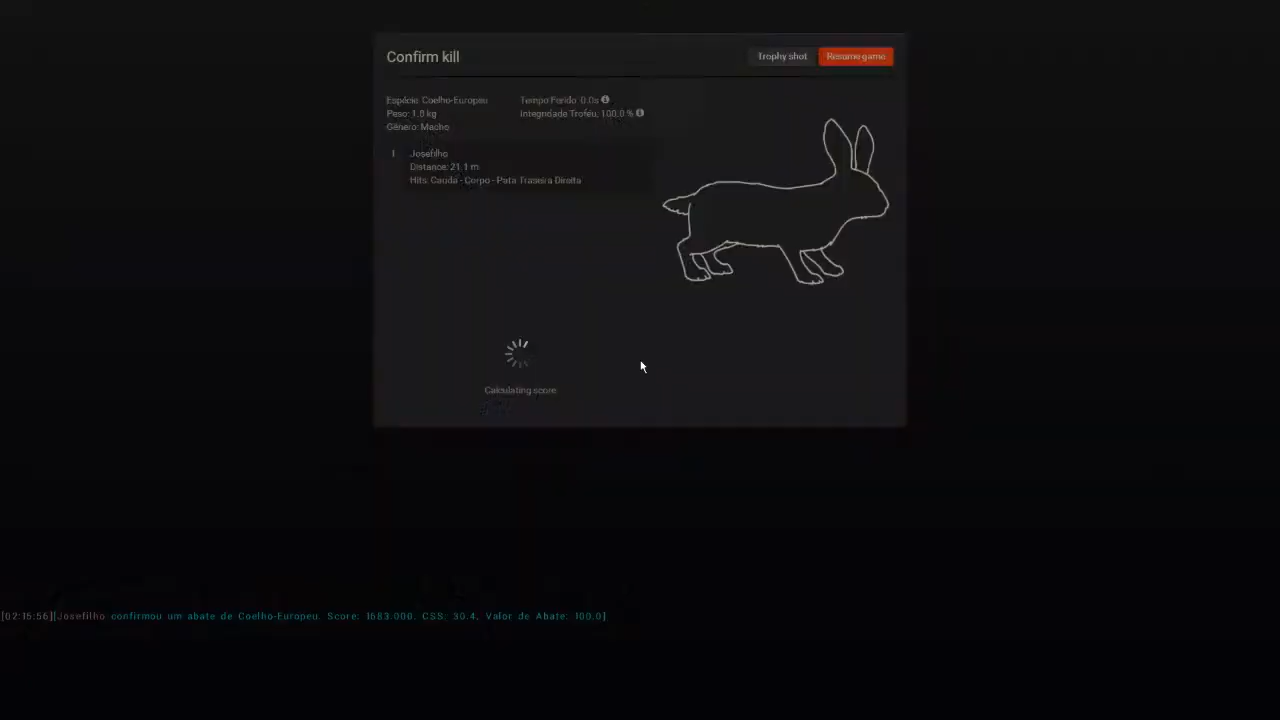 Confirm kill
Trophy shot
Resume game
Espécie: Coelho-Europeu
Tempo Ferido: 0.0s
Peso: 1.8 kg
Integridade Troféu: 100.0 %
Gênero: Macho
1
Josefilho
Distance: 21.1 m
Hits: Cauda - Corpo - Pata Traseira Direita
Calculating score
[02:15:56][Josefilho confirmou um abate de Coelho-Europeu. Score: 1683.000. CSS: 30.4. Valor de Abate: 100.0]